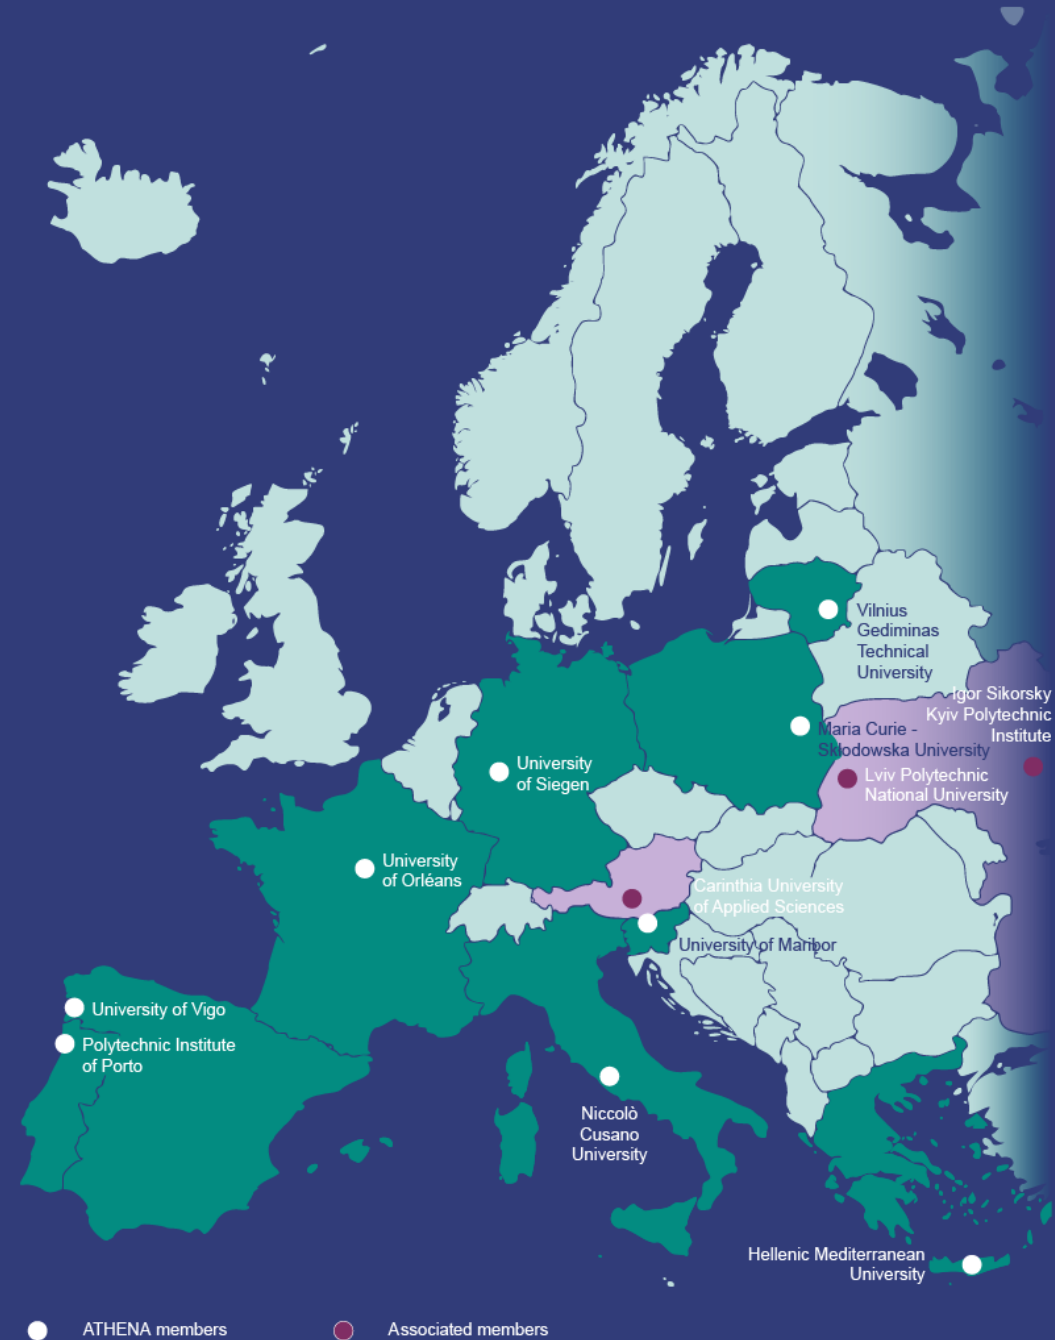 Vilnius
Gediminas
Technical
University
Igor Sikorsky
Kyiv Polytechnic
Institute
Maria Curie -
Sklodowska University
University
of Siegen
Lviv Polytechnic
National University
University
of Orléans
Carinthia University
of Applied Sciences
University of Maribor
University of Vigo
Polytechnic Institute
of Porto
Niccolò
Cusano
University
Hellenic Mediterranean
University
ATHENA members
Associated members